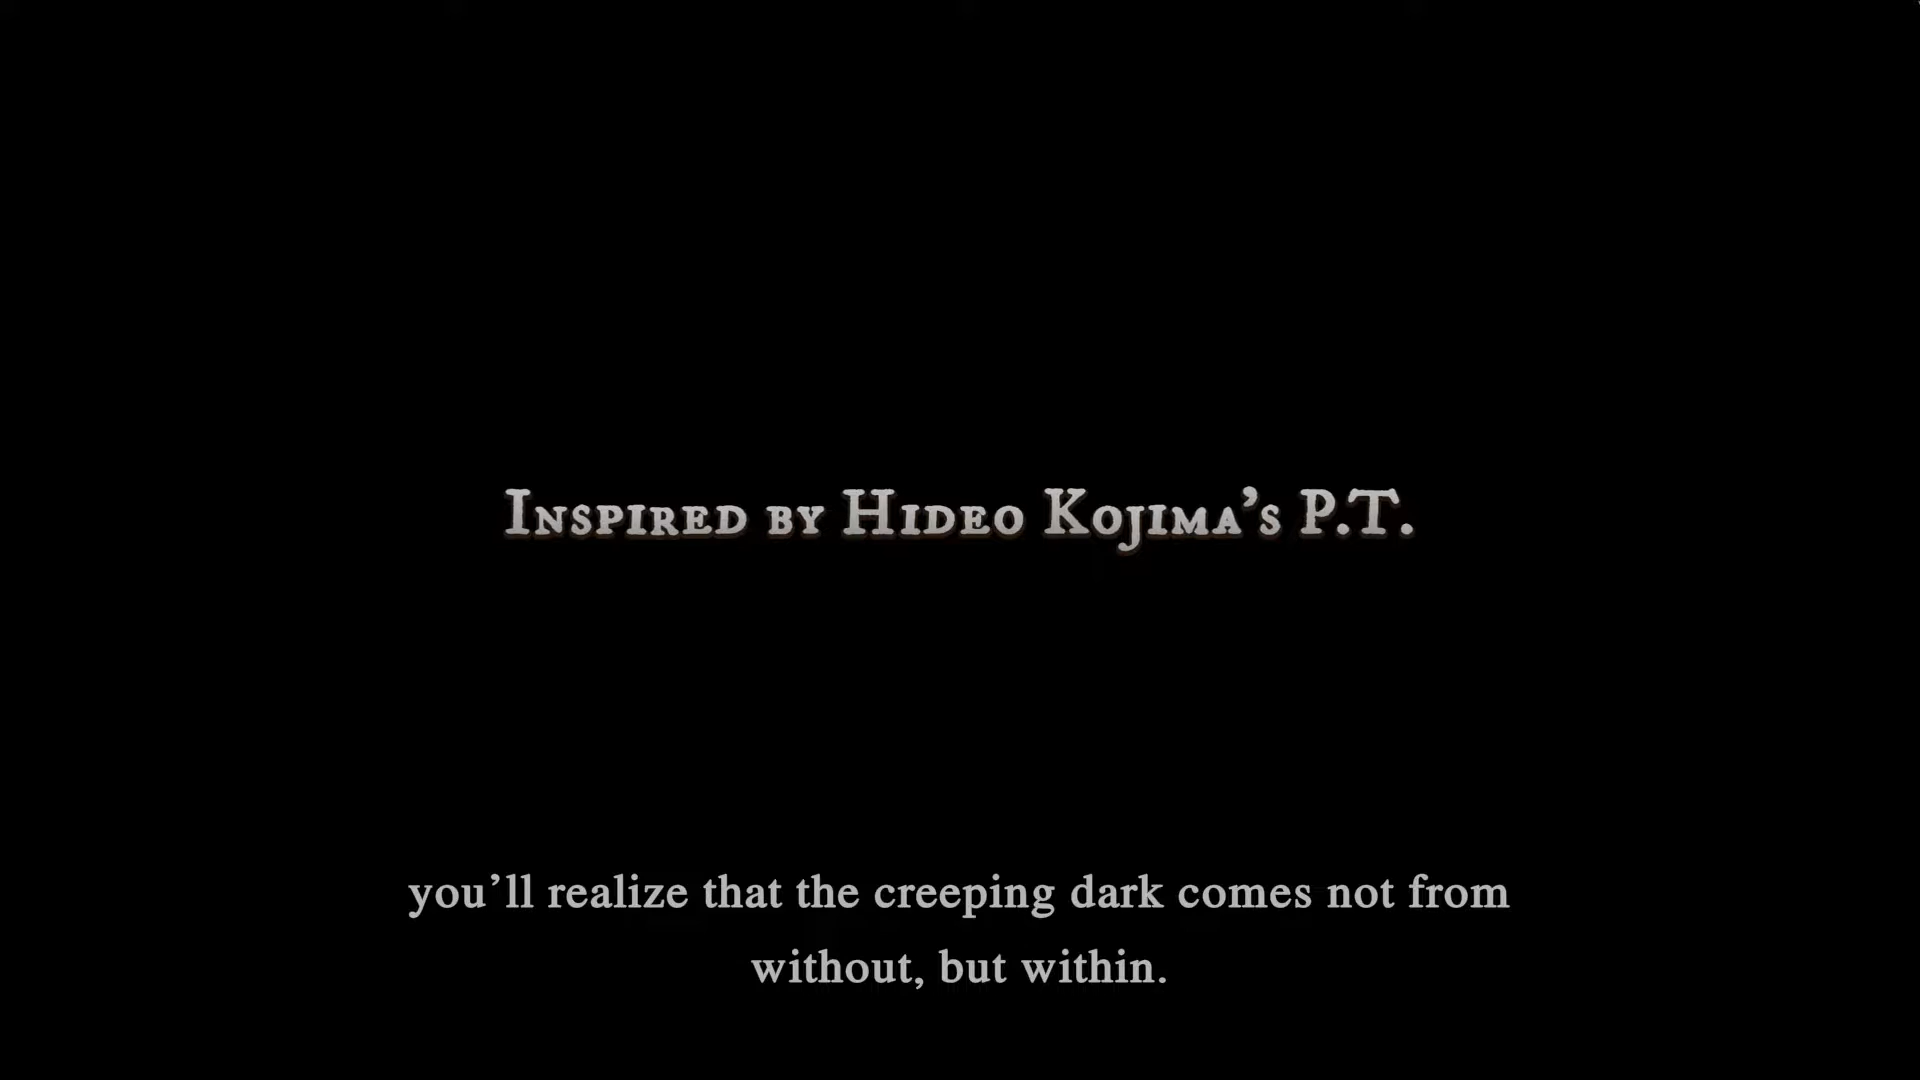 Inspired by Hideo Kojima’s P.T.
you’ll realize that the creeping dark comes not from
without, but within.